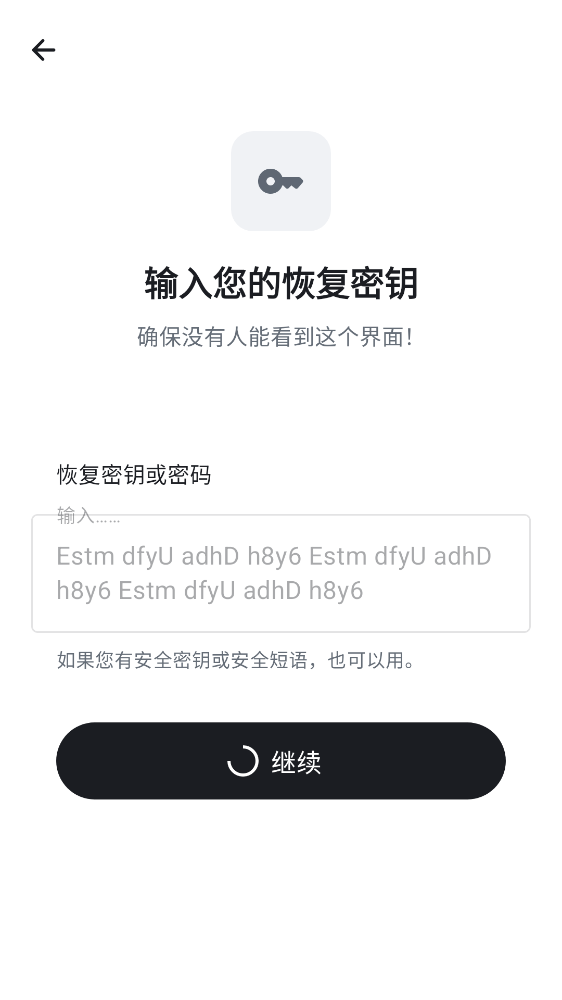 输入您的恢复密钥
确保没有人能看到这个界面！
恢复密钥或密码
输入……
Estm dfyU adhD h8y6 Estm dfyU adhD
h8y6 Estm dfyU adhD h8y6
如果您有安全密钥或安全短语，也可以用。
继续